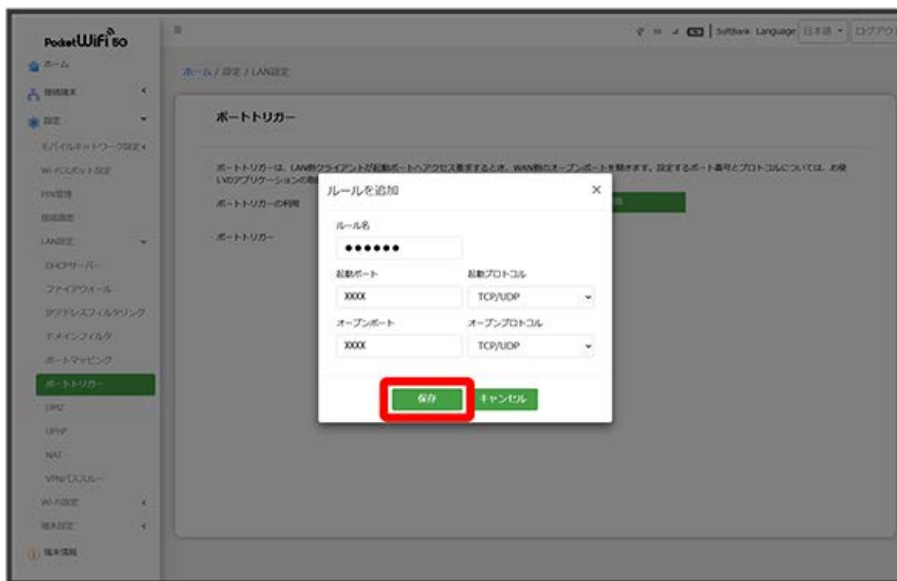 PocketWiFi 5G
SoftBank Language 日本語 ログアウト
ホーム
ホーム / 設定 / LAN設定
接続端末
設定
ポートトリガー
モバイルネットワーク設定
Wi-Fiスポット設定
PIN管理
接続履歴
LAN設定
DHCPサーバー
ファイアウォール
IPアドレスフィルタリング
ドメインフィルタ
ポートマッピング
ポートトリガー
DMZ
UPnP
NAT
VPNパススルー
Wi-Fi設定
端末設定
端末情報
ポートトリガーは、LAN側クライアントが起動ポートへアクセス要求するとき、WAN側のオープンポートを開きます。設定するポート番号とプロトコルについては、お使
いのアプリケーションの
ポートトリガーの利用
ポートトリガー
ルールを追加 ×
ルール名
●●●●●●
起動ポート 起動プロトコル
XXXX TCP/UDP
オープンポート オープンプロトコル
XXXX TCP/UDP
保存 キャンセル